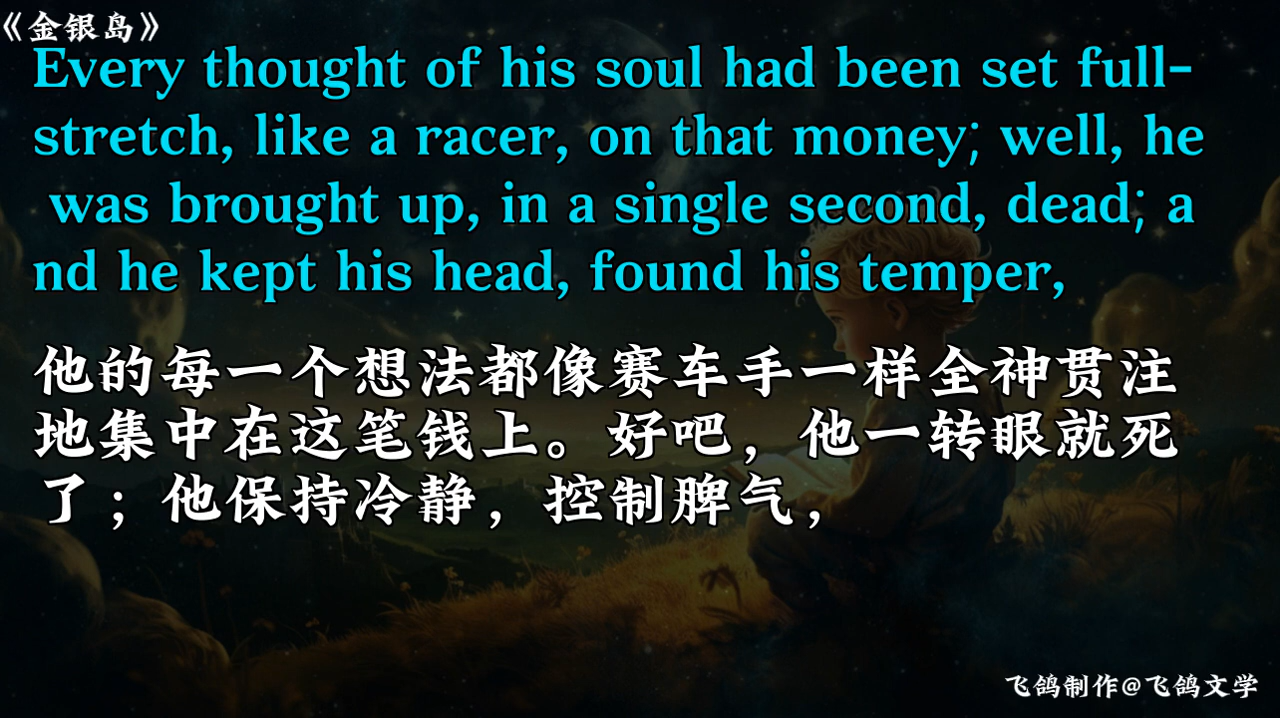 《金银岛》
Every thought of his soul had been set full-
stretch, like a racer, on that money; well, he
was brought up, in a single second, dead; a
nd he kept his head, found his temper,
他的每一个想法都像赛车手一样全神贯注
地集中在这笔钱上。好吧，他一转眼就死
了；他保持冷静，控制脾气，
飞鸽制作@飞鸽文学